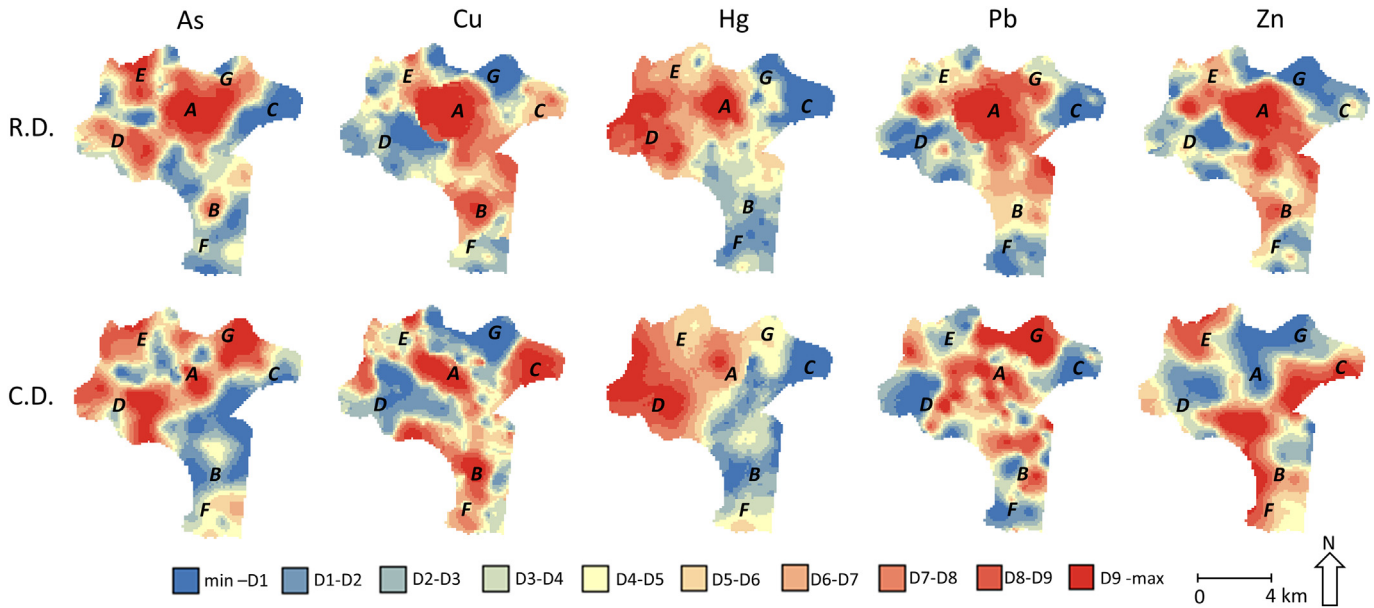 As Cu Hg Pb Zn
R.D.
E G A C D B F
E G A C D B F
E G A C D B F
E G A C D B F
E G A C D B F
C.D.
E G A C D B F
E G A C D B F
E G A C D B F
E G A C D B F
E G A C D B F
min –D1 D1-D2 D2-D3 D3-D4 D4-D5 D5-D6 D6-D7 D7-D8 D8-D9 D9 -max
N
0 4 km